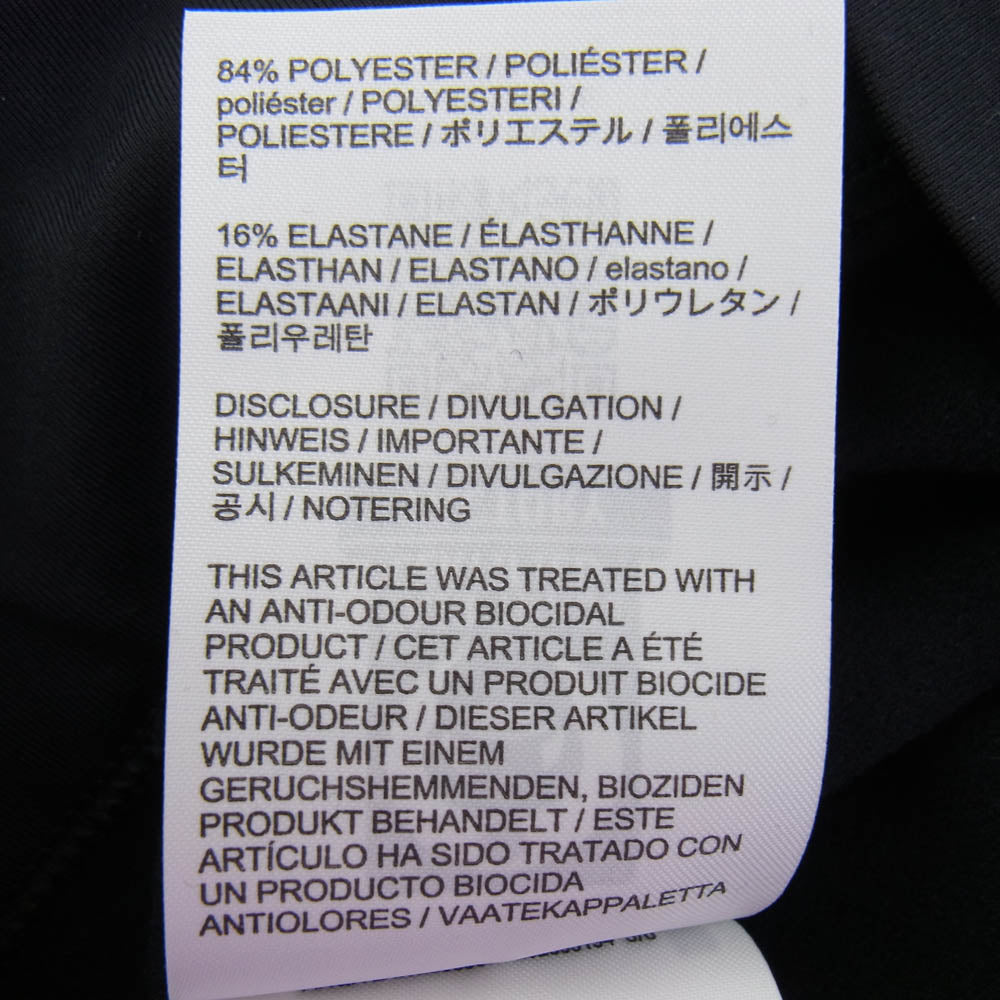 84% POLYESTER / POLIÉSTER /
poliéster / POLYESTERI /
POLIESTERE / ポリエステル / 폴리에스
터
16% ELASTANE / ÉLASTHANNE /
ELASTHAN / ELASTANO / elastano /
ELASTAANI / ELASTAN / ポリウレタン /
폴리우레탄
DISCLOSURE / DIVULGATION /
HINWEIS / IMPORTANTE /
SULKEMINEN / DIVULGAZIONE / 開示 /
공시 / NOTERING
THIS ARTICLE WAS TREATED WITH
AN ANTI-ODOUR BIOCIDAL
PRODUCT / CET ARTICLE A ÉTÉ
TRAITÉ AVEC UN PRODUIT BIOCIDE
ANTI-ODEUR / DIESER ARTIKEL
WURDE MIT EINEM
GERUCHSHEMMENDEN, BIOZIDEN
PRODUKT BEHANDELT / ESTE
ARTÍCULO HA SIDO TRATADO CON
UN PRODUCTO BIOCIDA
ANTIOLORES / VAATEKAPPALETTA